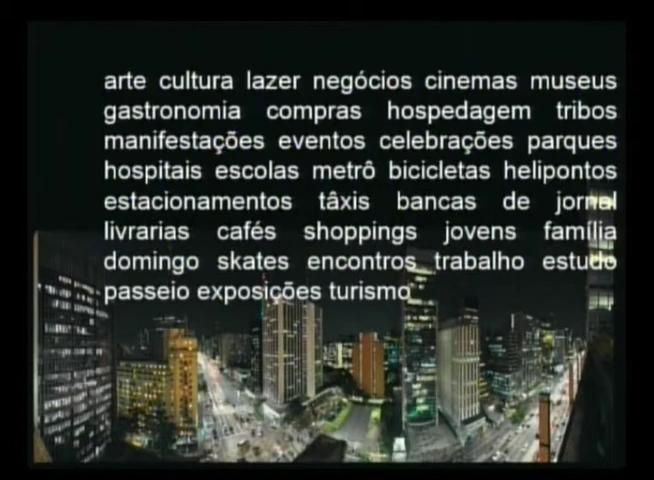 arte cultura lazer negócios cinemas museus
gastronomia compras hospedagem tribos
manifestações eventos celebrações parques
hospitais escolas metrô bicicletas helipontos
estacionamentos tâxis bancas de jornal
livrarias cafés shoppings jovens família
domingo skates encontros trabalho estudo
passeio exposições turismo